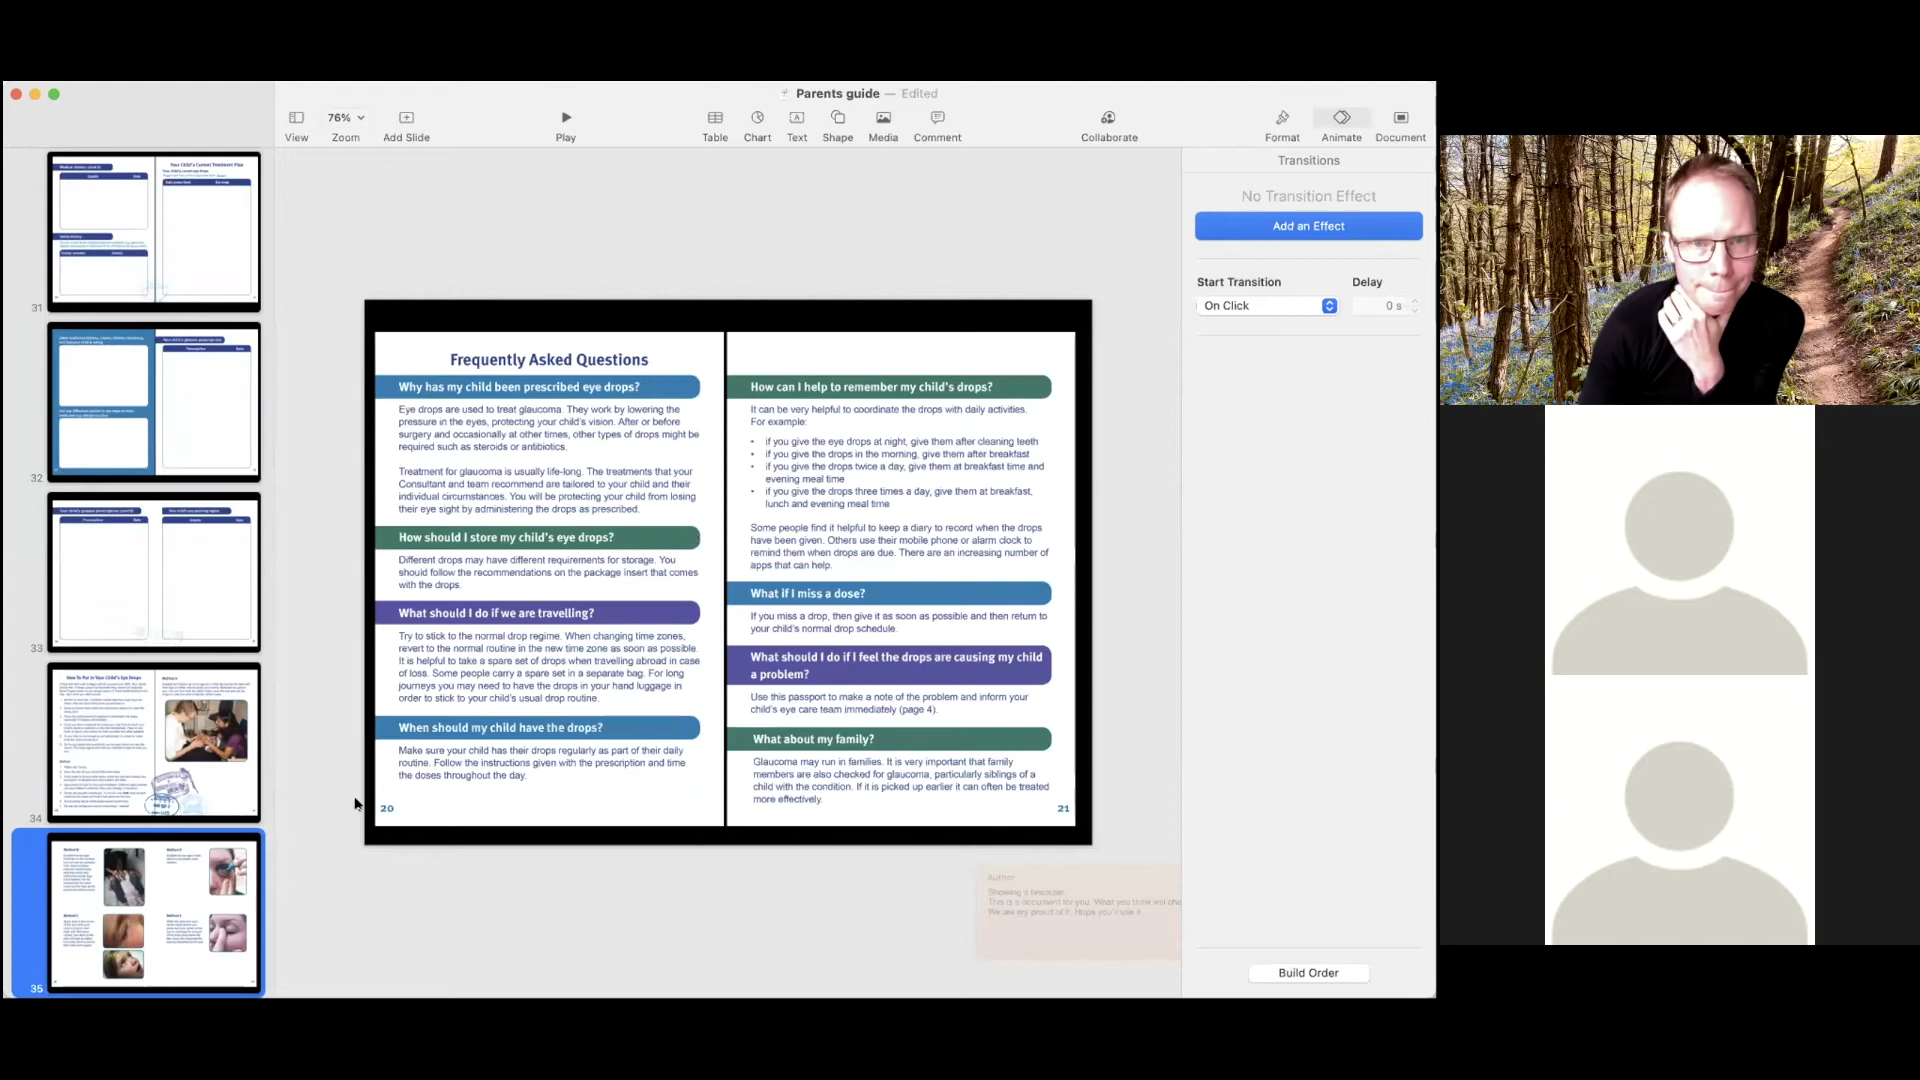 Parents guide — Edited
76%
View
Zoom
Add Slide
Play
Table
Chart
Text
Shape
Media
Comment
Collaborate
Format
Animate
Document
31
32
33
34
35
Your Child's Current Treatment Plan
How To Put in Your Child's Eye Drops
Frequently Asked Questions
Why has my child been prescribed eye drops?
Eye drops are used to treat glaucoma. They work by lowering the
pressure in the eyes, protecting your child's vision. After or before
surgery and occasionally at other times, other types of drops might be
required such as steroids or antibiotics.
Treatment for glaucoma is usually life-long. The treatments that your
Consultant and team recommend are tailored to your child and their
individual circumstances. You will be protecting your child from losing
their eye sight by administering the drops as prescribed.
How should I store my child's eye drops?
Different drops may have different requirements for storage. You
should follow the recommendations on the package insert that comes
with the drops.
What should I do if we are travelling?
Try to stick to the normal drop regime. When changing time zones,
revert to the normal routine in the new time zone as soon as possible.
It is helpful to take a spare set of drops when travelling abroad in case
of loss. Some people carry a spare set in a separate bag. For long
journeys you may need to have the drops in your hand luggage in
order to stick to your child's usual drop routine.
When should my child have the drops?
Make sure your child has their drops regularly as part of their daily
routine. Follow the instructions given with the prescription and time
the doses throughout the day.
20
How can I help to remember my child's drops?
It can be very helpful to coordinate the drops with daily activities.
For example:
• if you give the eye drops at night, give them after cleaning teeth
• if you give the drops in the morning, give them after breakfast
• if you give the drops twice a day, give them at breakfast time and
evening meal time
• if you give the drops three times a day, give them at breakfast,
lunch and evening meal time
Some people find it helpful to keep a diary to record when the drops
have been given. Others use their mobile phone or alarm clock to
remind them when drops are due. There are an increasing number of
apps that can help.
What if I miss a dose?
If you miss a drop, then give it as soon as possible and then return to
your child's normal drop schedule.
What should I do if I feel the drops are causing my child
a problem?
Use this passport to make a note of the problem and inform your
child's eye care team immediately (page 4).
What about my family?
Glaucoma may run in families. It is very important that family
members are also checked for glaucoma, particularly siblings of a
child with the condition. If it is picked up earlier it can often be treated
more effectively.
21
Author
This is a document for you. What you think
Transitions
No Transition Effect
Add an Effect
Start Transition
Delay
On Click
0 s
Build Order